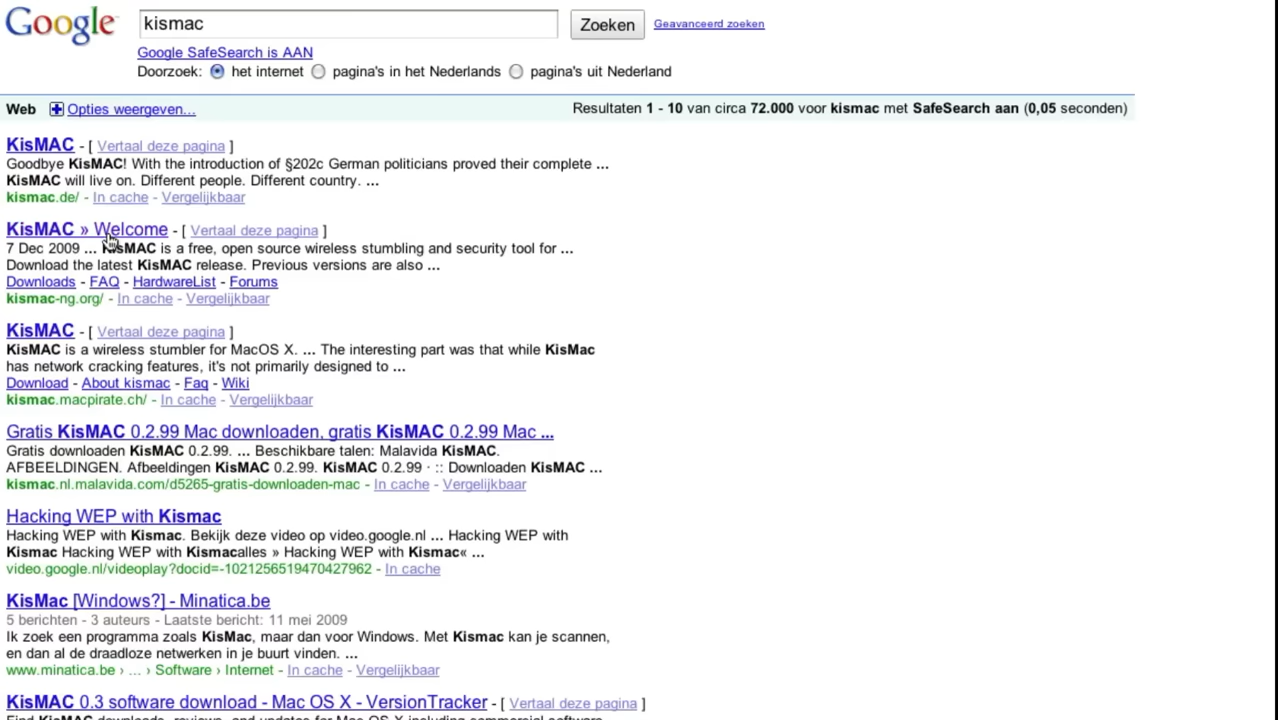 Google kismac Zoeken Geavanceerd zoeken
Google SafeSearch is AAN
Doorzoek: het internet pagina's in het Nederlands pagina's uit Nederland
Web Opties weergeven... Resultaten 1 - 10 van circa 72.000 voor kismac met SafeSearch aan (0,05 seconden)
KisMAC - [ Vertaal deze pagina ]
Goodbye KisMAC! With the introduction of §202c German politicians proved their complete ...
KisMAC will live on. Different people. Different country. ...
kismac.de/ - In cache - Vergelijkbaar
KisMAC » Welcome - [ Vertaal deze pagina ]
7 Dec 2009 ... KisMAC is a free, open source wireless stumbling and security tool for ...
Download the latest KisMAC release. Previous versions are also ...
Downloads - FAQ - HardwareList - Forums
kismac-ng.org/ - In cache - Vergelijkbaar
KisMAC - [ Vertaal deze pagina ]
KisMAC is a wireless stumbler for MacOS X. ... The interesting part was that while KisMac
has network cracking features, it's not primarily designed to ...
Download - About kismac - Faq - Wiki
kismac.macpirate.ch/ - In cache - Vergelijkbaar
Gratis KisMAC 0.2.99 Mac downloaden, gratis KisMAC 0.2.99 Mac ...
Gratis downloaden KisMAC 0.2.99. ... Beschikbare talen: Malavida KisMAC.
AFBEELDINGEN. Afbeeldingen KisMAC 0.2.99. KisMAC 0.2.99 · :: Downloaden KisMAC ...
kismac.nl.malavida.com/d5265-gratis-downloaden-mac - In cache - Vergelijkbaar
Hacking WEP with Kismac
Hacking WEP with Kismac. Bekijk deze video op video.google.nl ... Hacking WEP with
Kismac Hacking WEP with Kismacalles » Hacking WEP with Kismac« ...
video.google.nl/videoplay?docid=-1021256519470427962 - In cache
KisMac [Windows?] - Minatica.be
5 berichten - 3 auteurs - Laatste bericht: 11 mei 2009
Ik zoek een programma zoals KisMac, maar dan voor Windows. Met Kismac kan je scannen,
en dan al de draadloze netwerken in je buurt vinden. ...
www.minatica.be › ... › Software › Internet - In cache - Vergelijkbaar
KisMAC 0.3 software download - Mac OS X - VersionTracker - [ Vertaal deze pagina ]
Find KisMAC downloads, reviews, and updates for Mac OS X including commercial software,